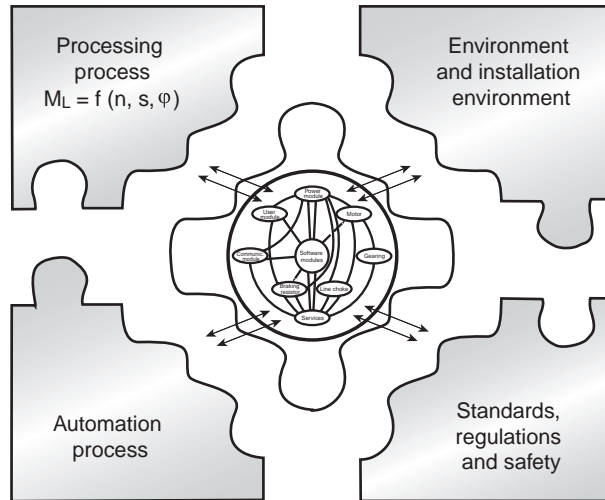 Processing
process
M_L = f (n, s, φ)
Environment
and installation
environment
Power
module
User
module
Motor
Communic.
module
Software
modules
Gearing
Braking
resistor
Line choke
Services
Automation
process
Standards,
regulations
and safety